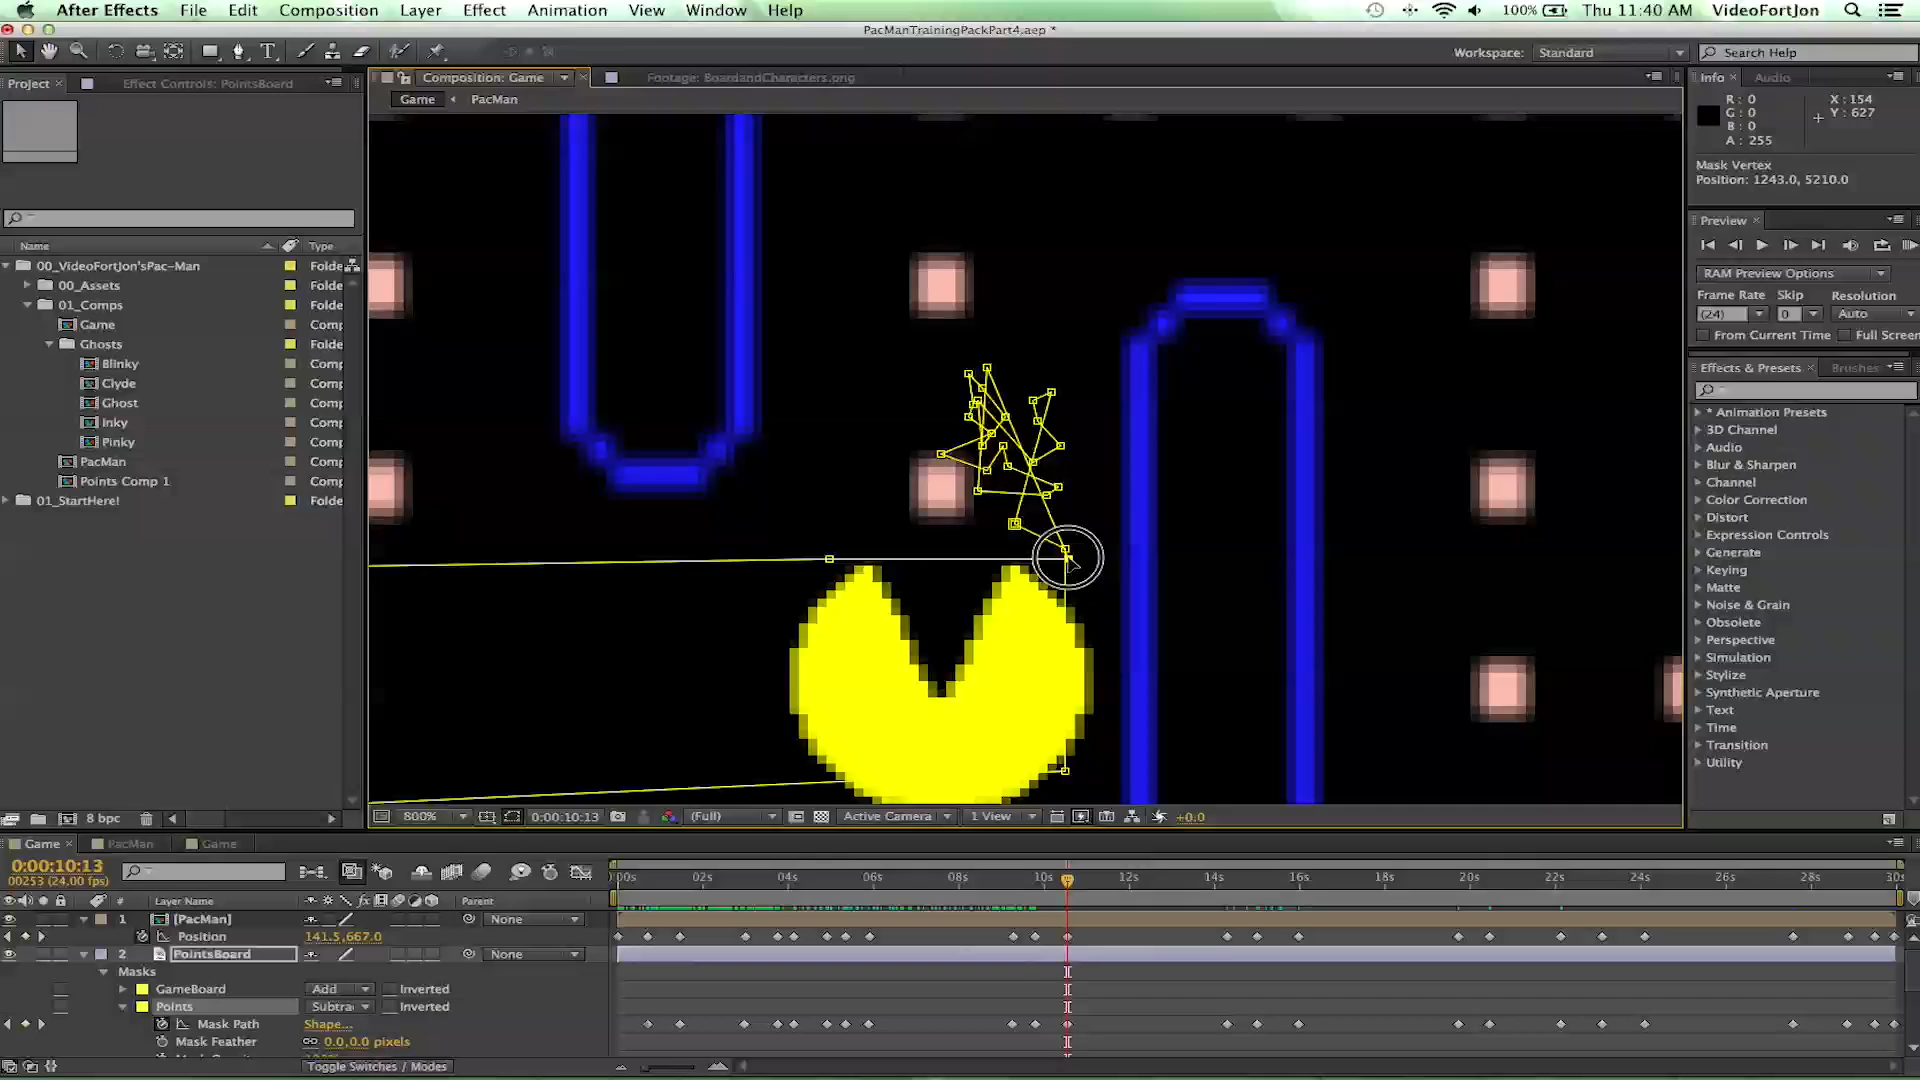 After Effects File Edit Composition Layer Effect Animation View Window Help 100% Thu 11:40 AM VideoFortJon
PacManTrainingPackPart4.aep *
Workspace: Standard Search Help
Project Effect Controls: PointsBoard Composition: Game Footage: BoardandCharacters.png Info Audio
Game PacMan
R: 0 X: 154
G: 0 Y: 627
B: 0
A: 255
Mask Vertex
Position: 1243.0, 5210.0
Preview
Name Type
00_VideoFortJon'sPac-Man Folde
00_Assets Folde
01_Comps Folde
Game Comp
Ghosts Folde
Blinky Comp
Clyde Comp
Ghost Comp
Inky Comp
Pinky Comp
PacMan Comp
Points Comp 1 Comp
01_StartHere! Folde
RAM Preview Options
Frame Rate Skip Resolution
(24) 0 Auto
From Current Time Full Screen
Effects & Presets Brushes
* Animation Presets
3D Channel
Audio
Blur & Sharpen
Channel
Color Correction
Distort
Expression Controls
Generate
Keying
Matte
Noise & Grain
Obsolete
Perspective
Simulation
Stylize
Synthetic Aperture
Text
Time
Transition
Utility
8 bpc 800% 0:00:10:13 (Full) Active Camera 1 View +0.0
Game PacMan Game
0:00:10:13
00253 (24.00 fps)
:00s 02s 04s 06s 08s 10s 12s 14s 16s 18s 20s 22s 24s 26s 28s 30s
# Layer Name Parent
1 [PacMan] None
Position 141.5,667.0
2 PointsBoard None
Masks
GameBoard Add Inverted
Points Subtra Inverted
Mask Path Shape...
Mask Feather 0.0,0.0 pixels
Toggle Switches / Modes